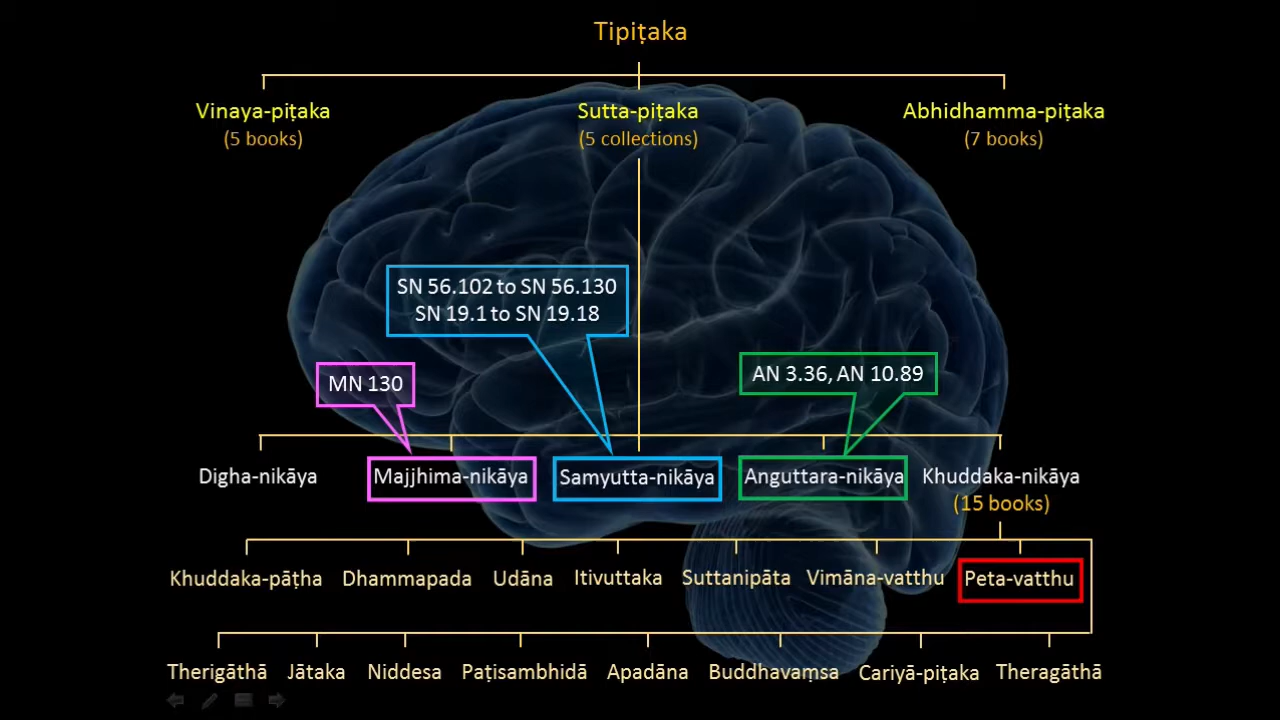 Tipiṭaka
Vinaya-piṭaka
(5 books)
Sutta-piṭaka
(5 collections)
Abhidhamma-piṭaka
(7 books)
SN 56.102 to SN 56.130
SN 19.1 to SN 19.18
MN 130
AN 3.36, AN 10.89
Digha-nikāya
Majjhima-nikāya
Samyutta-nikāya
Anguttara-nikāya
Khuddaka-nikāya
(15 books)
Khuddaka-pāṭha
Dhammapada
Udāna
Itivuttaka
Suttanipāta
Vimāna-vatthu
Peta-vatthu
Therigāthā
Jātaka
Niddesa
Paṭisambhidā
Apadāna
Buddhavaṃsa
Cariyā-piṭaka
Theragāthā